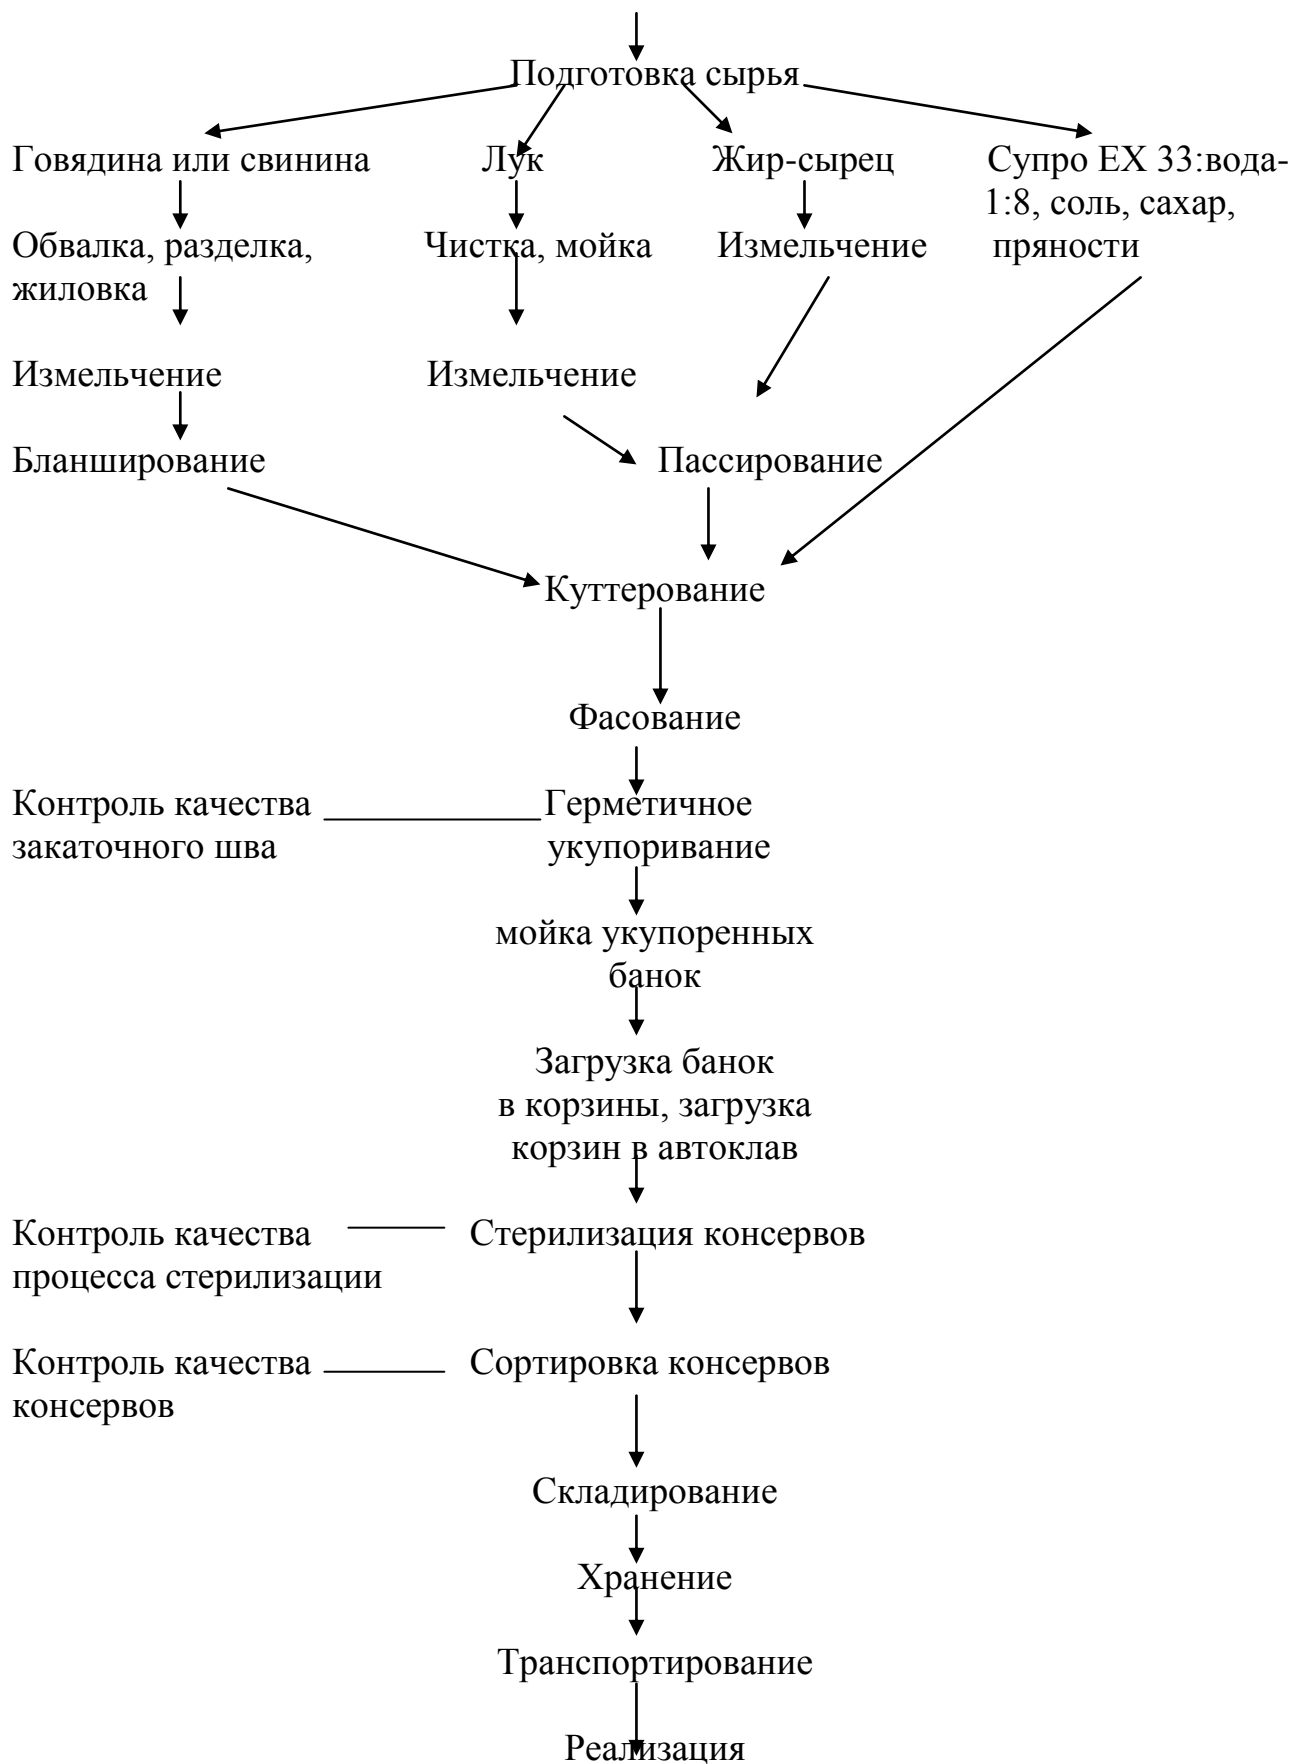 Подготовка сырья
Говядина или свинина
Лук
Жир-сырец
Супро EX 33:вода-
1:8, соль, сахар,
пряности
Обвалка, разделка,
жиловка
Чистка, мойка
Измельчение
Измельчение
Измельчение
Бланширование
Пассирование
Куттерование
Фасование
Контроль качества
закаточного шва
Герметичное
укупоривание
мойка укупоренных
банок
Загрузка банок
в корзины, загрузка
корзин в автоклав
Контроль качества
процесса стерилизации
Стерилизация консервов
Контроль качества
консервов
Сортировка консервов
Складирование
Хранение
Транспортирование
Реализация